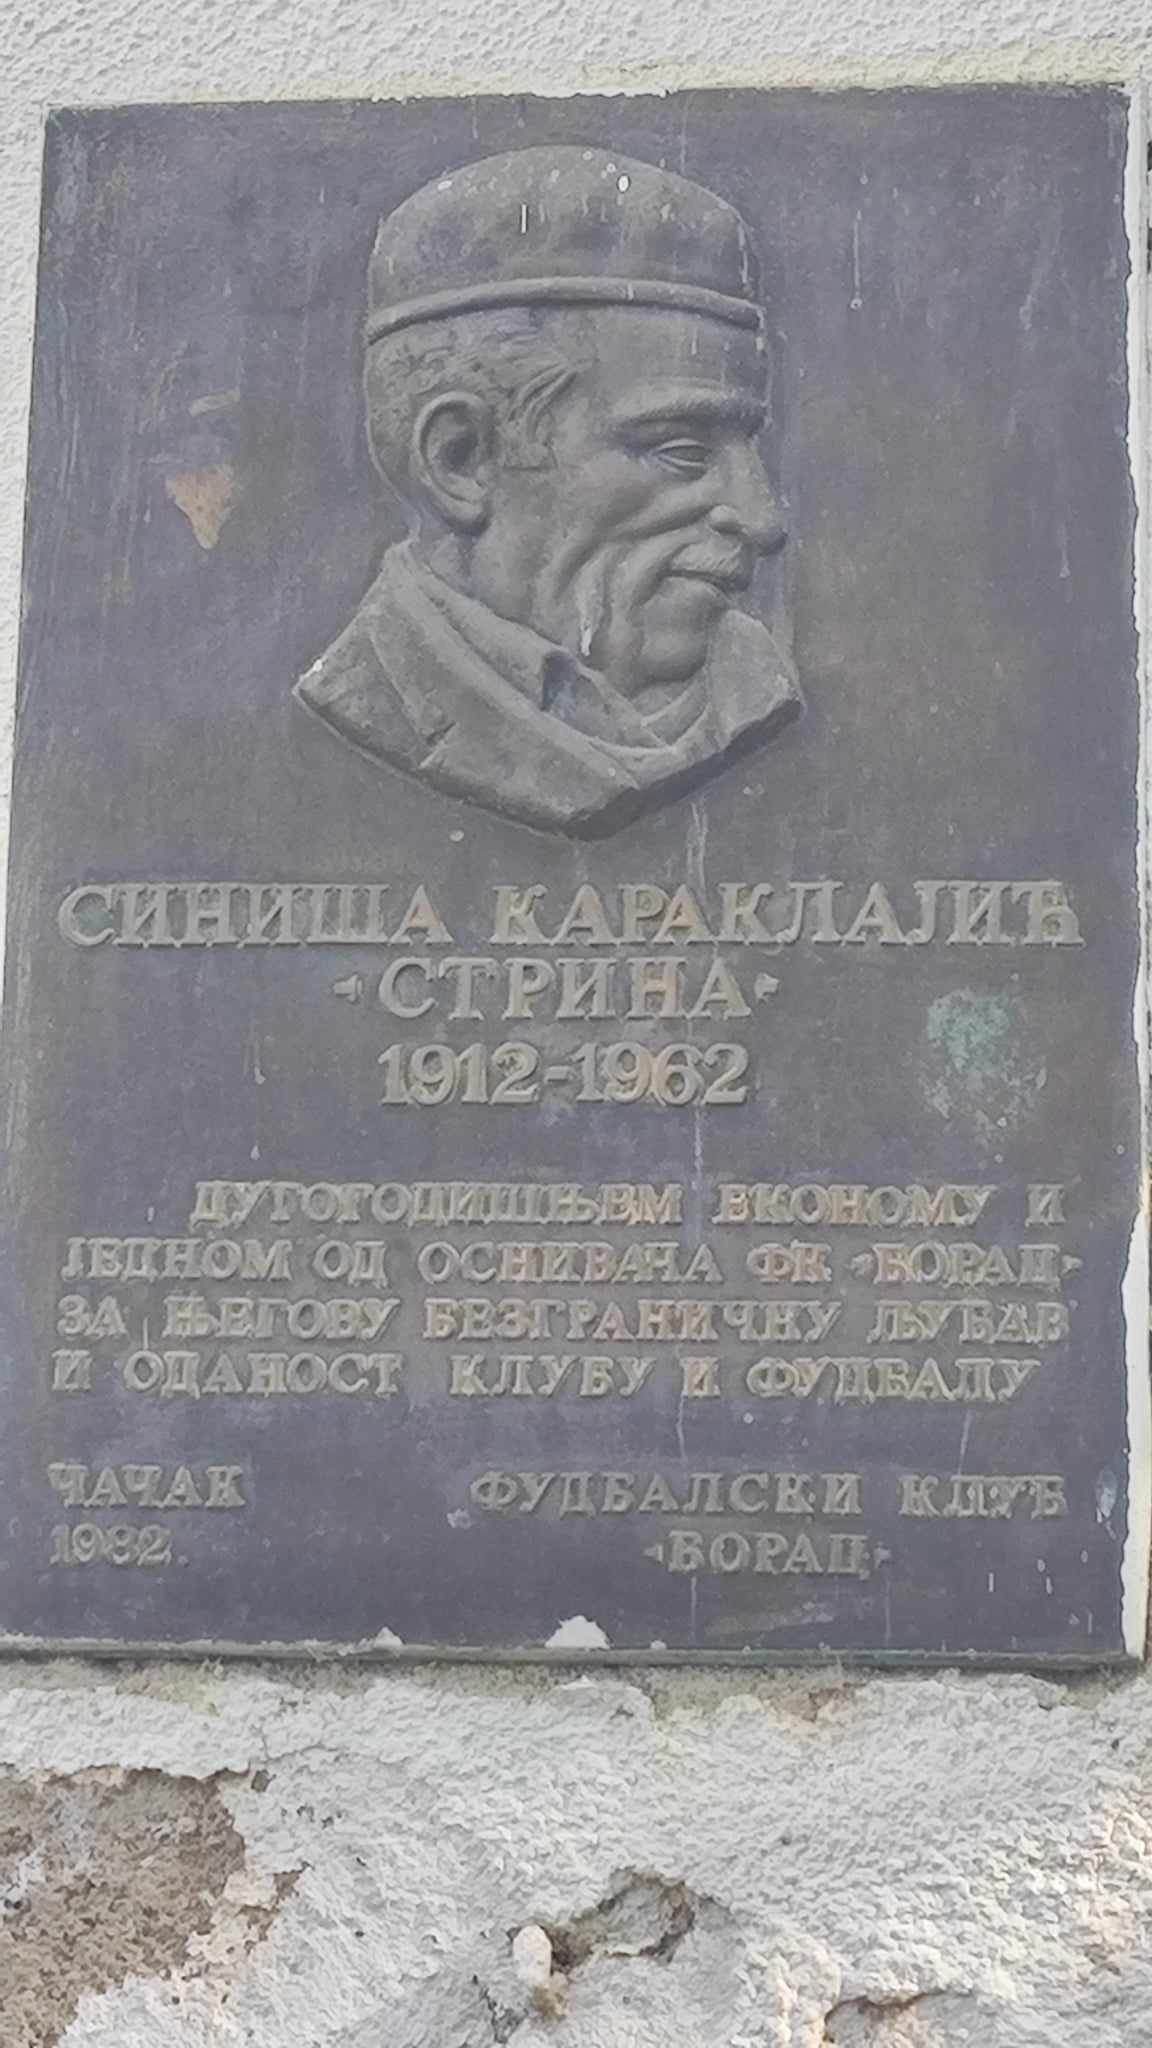 СИНИША КАРАКЛАЈИЋ
"СТРИНА"
1912-1962
ДУГОГОДИШЊЕМ ЕКОНОМУ И
ЈЕДНОМ ОД ОСНИВАЧА ФК "БОРАЦ"
ЗА ЊЕГОВУ БЕЗГРАНИЧНУ ЉУБАВ
И ОДАНОСТ КЛУБУ И ФУДБАЛУ
ЧАЧАК ФУДБАЛСКИ КЛУБ
1982. "БОРАЦ"